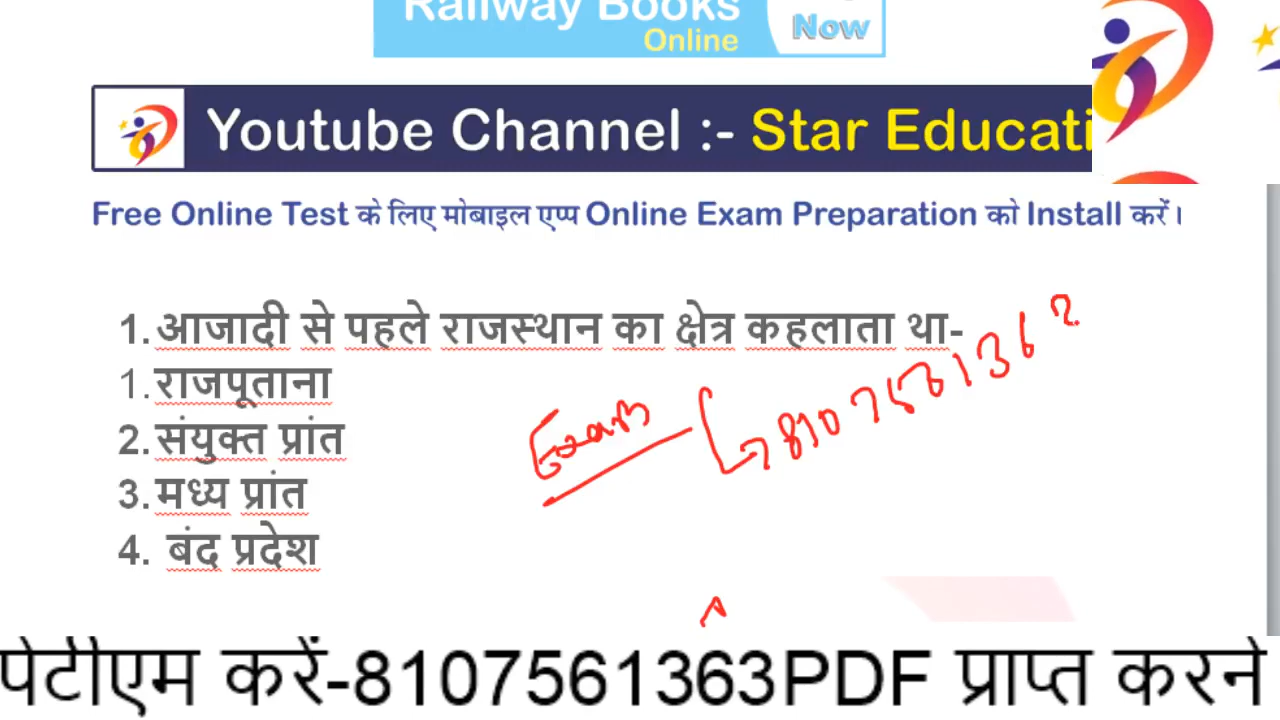 Railway Books
Online
Now
Youtube Channel :- Star Educati
Free Online Test के लिए मोबाइल एप्प Online Exam Preparation को Install करें।
1. आजादी से पहले राजस्थान का क्षेत्र कहलाता था-
1. राजपूताना
2. संयुक्त प्रांत
3. मध्य प्रांत
4. बंद प्रदेश
Exam
पेटीएम करें-8107561363PDF प्राप्त करने